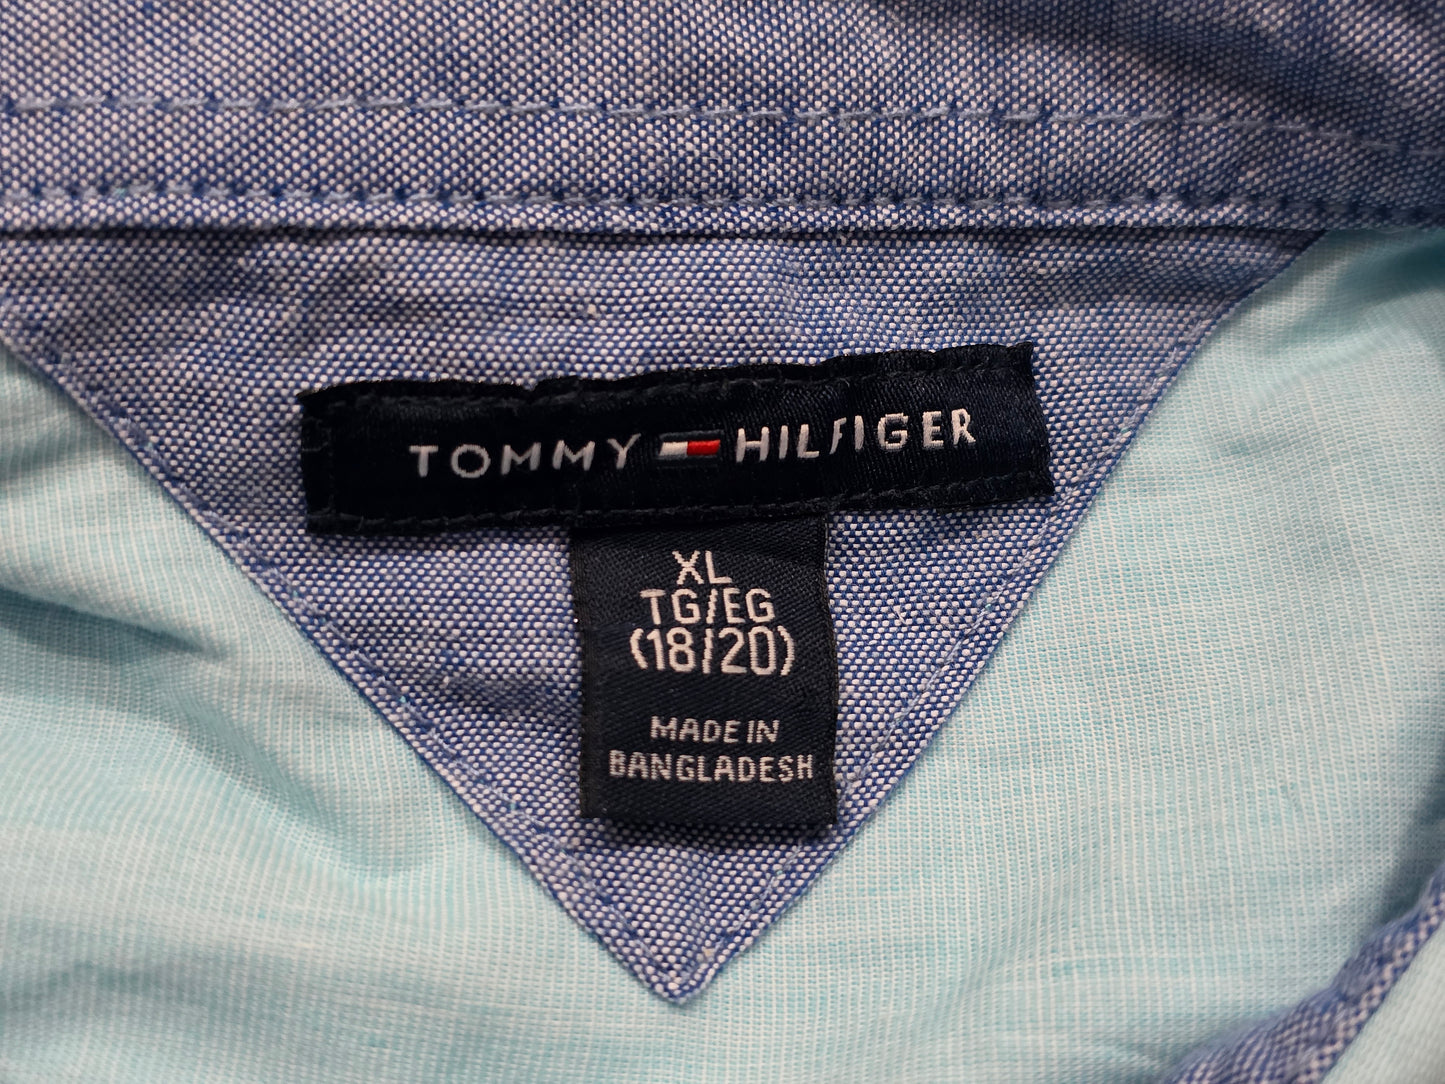 TOMMY HILFIGER
XL
TG/EG
(18/20)
MADE IN
BANGLADESH